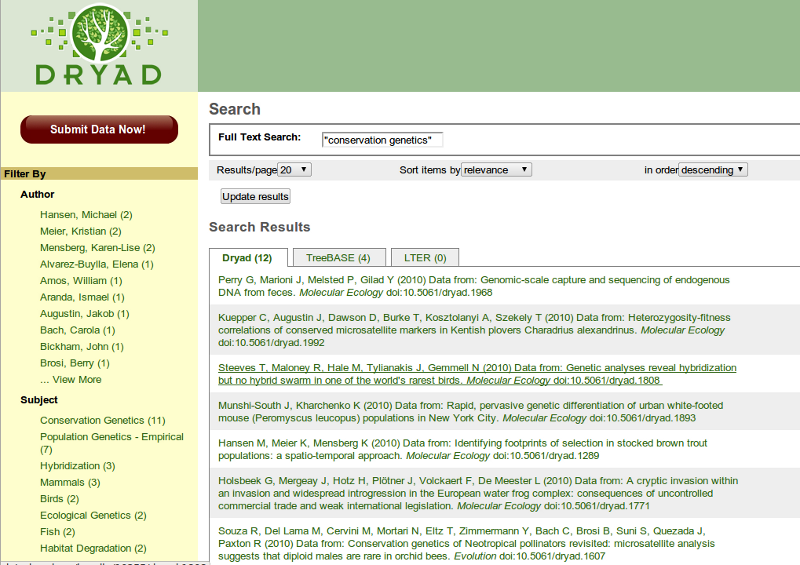 DRYAD
Submit Data Now!
Filter By
Author
Hansen, Michael (2)
Meier, Kristian (2)
Mensberg, Karen-Lise (2)
Alvarez-Buylla, Elena (1)
Amos, William (1)
Aranda, Ismael (1)
Augustin, Jakob (1)
Bach, Carola (1)
Bickham, John (1)
Brosi, Berry (1)
... View More
Subject
Conservation Genetics (11)
Population Genetics - Empirical
(7)
Hybridization (3)
Mammals (3)
Birds (2)
Ecological Genetics (2)
Fish (2)
Habitat Degradation (2)
Search
Full Text Search: "conservation genetics"
Results/page 20 Sort items by relevance in order descending
Update results
Search Results
Dryad (12) TreeBASE (4) LTER (0)
Perry G, Marioni J, Melsted P, Gilad Y (2010) Data from: Genomic-scale capture and sequencing of endogenous
DNA from feces. Molecular Ecology doi:10.5061/dryad.1968
Kuepper C, Augustin J, Dawson D, Burke T, Kosztolanyi A, Szekely T (2010) Data from: Heterozygosity-fitness
correlations of conserved microsatellite markers in Kentish plovers Charadrius alexandrinus. Molecular Ecology
doi:10.5061/dryad.1992
Steeves T, Maloney R, Hale M, Tylianakis J, Gemmell N (2010) Data from: Genetic analyses reveal hybridization
but no hybrid swarm in one of the world's rarest birds. Molecular Ecology doi:10.5061/dryad.1808
Munshi-South J, Kharchenko K (2010) Data from: Rapid, pervasive genetic differentiation of urban white-footed
mouse (Peromyscus leucopus) populations in New York City. Molecular Ecology doi:10.5061/dryad.1893
Hansen M, Meier K, Mensberg K (2010) Data from: Identifying footprints of selection in stocked brown trout
populations: a spatio-temporal approach. Molecular Ecology doi:10.5061/dryad.1289
Holsbeek G, Mergeay J, Hotz H, Plötner J, Volckaert F, De Meester L (2010) Data from: A cryptic invasion within
an invasion and widespread introgression in the European water frog complex: consequences of uncontrolled
commercial trade and weak international legislation. Molecular Ecology doi:10.5061/dryad.1771
Souza R, Del Lama M, Cervini M, Mortari N, Eltz T, Zimmermann Y, Bach C, Brosi B, Suni S, Quezada J,
Paxton R (2010) Data from: Conservation genetics of Neotropical pollinators revisited: microsatellite analysis
suggests that diploid males are rare in orchid bees. Evolution doi:10.5061/dryad.1607